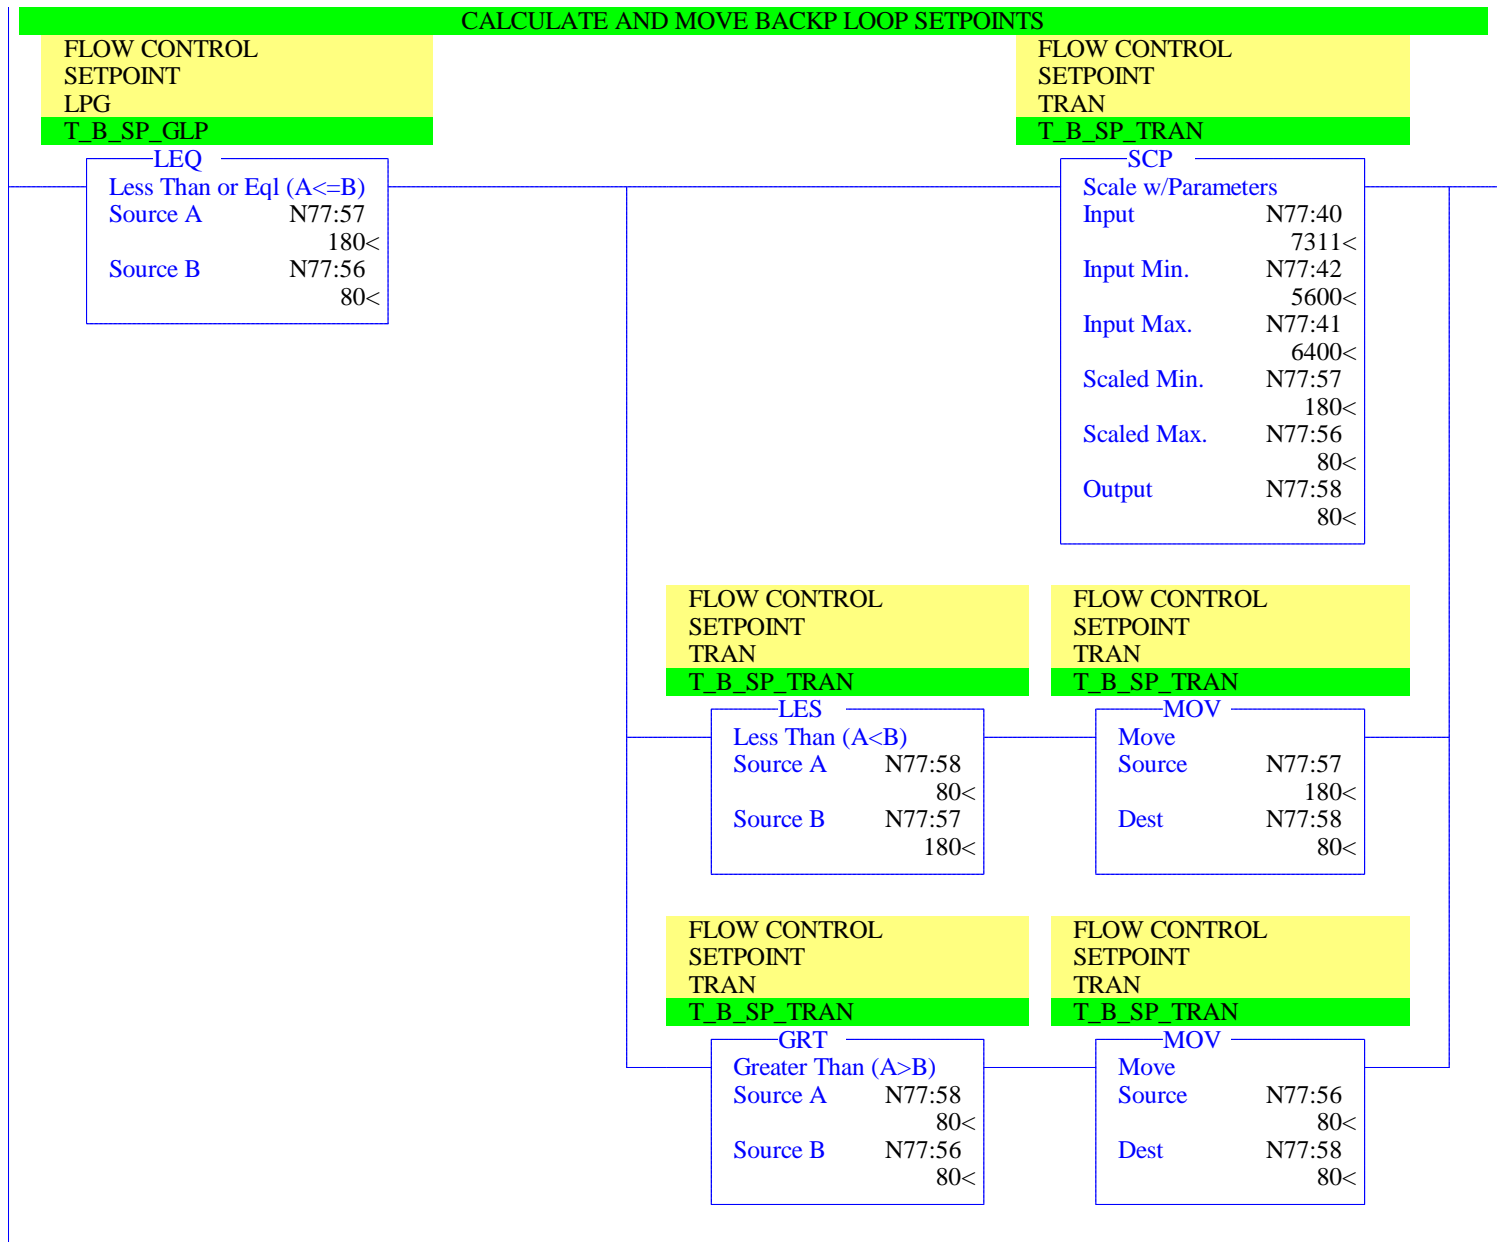 CALCULATE AND MOVE BACKP LOOP SETPOINTS
FLOW CONTROL
SETPOINT
LPG
T_B_SP_GLP
LEQ
Less Than or Eql (A<=B)
Source A N77:57
180<
Source B N77:56
80<
FLOW CONTROL
SETPOINT
TRAN
T_B_SP_TRAN
SCP
Scale w/Parameters
Input N77:40
7311<
Input Min. N77:42
5600<
Input Max. N77:41
6400<
Scaled Min. N77:57
180<
Scaled Max. N77:56
80<
Output N77:58
80<
FLOW CONTROL
SETPOINT
TRAN
T_B_SP_TRAN
LES
Less Than (A<B)
Source A N77:58
80<
Source B N77:57
180<
FLOW CONTROL
SETPOINT
TRAN
T_B_SP_TRAN
MOV
Move
Source N77:57
180<
Dest N77:58
80<
FLOW CONTROL
SETPOINT
TRAN
T_B_SP_TRAN
GRT
Greater Than (A>B)
Source A N77:58
80<
Source B N77:56
80<
FLOW CONTROL
SETPOINT
TRAN
T_B_SP_TRAN
MOV
Move
Source N77:56
80<
Dest N77:58
80<